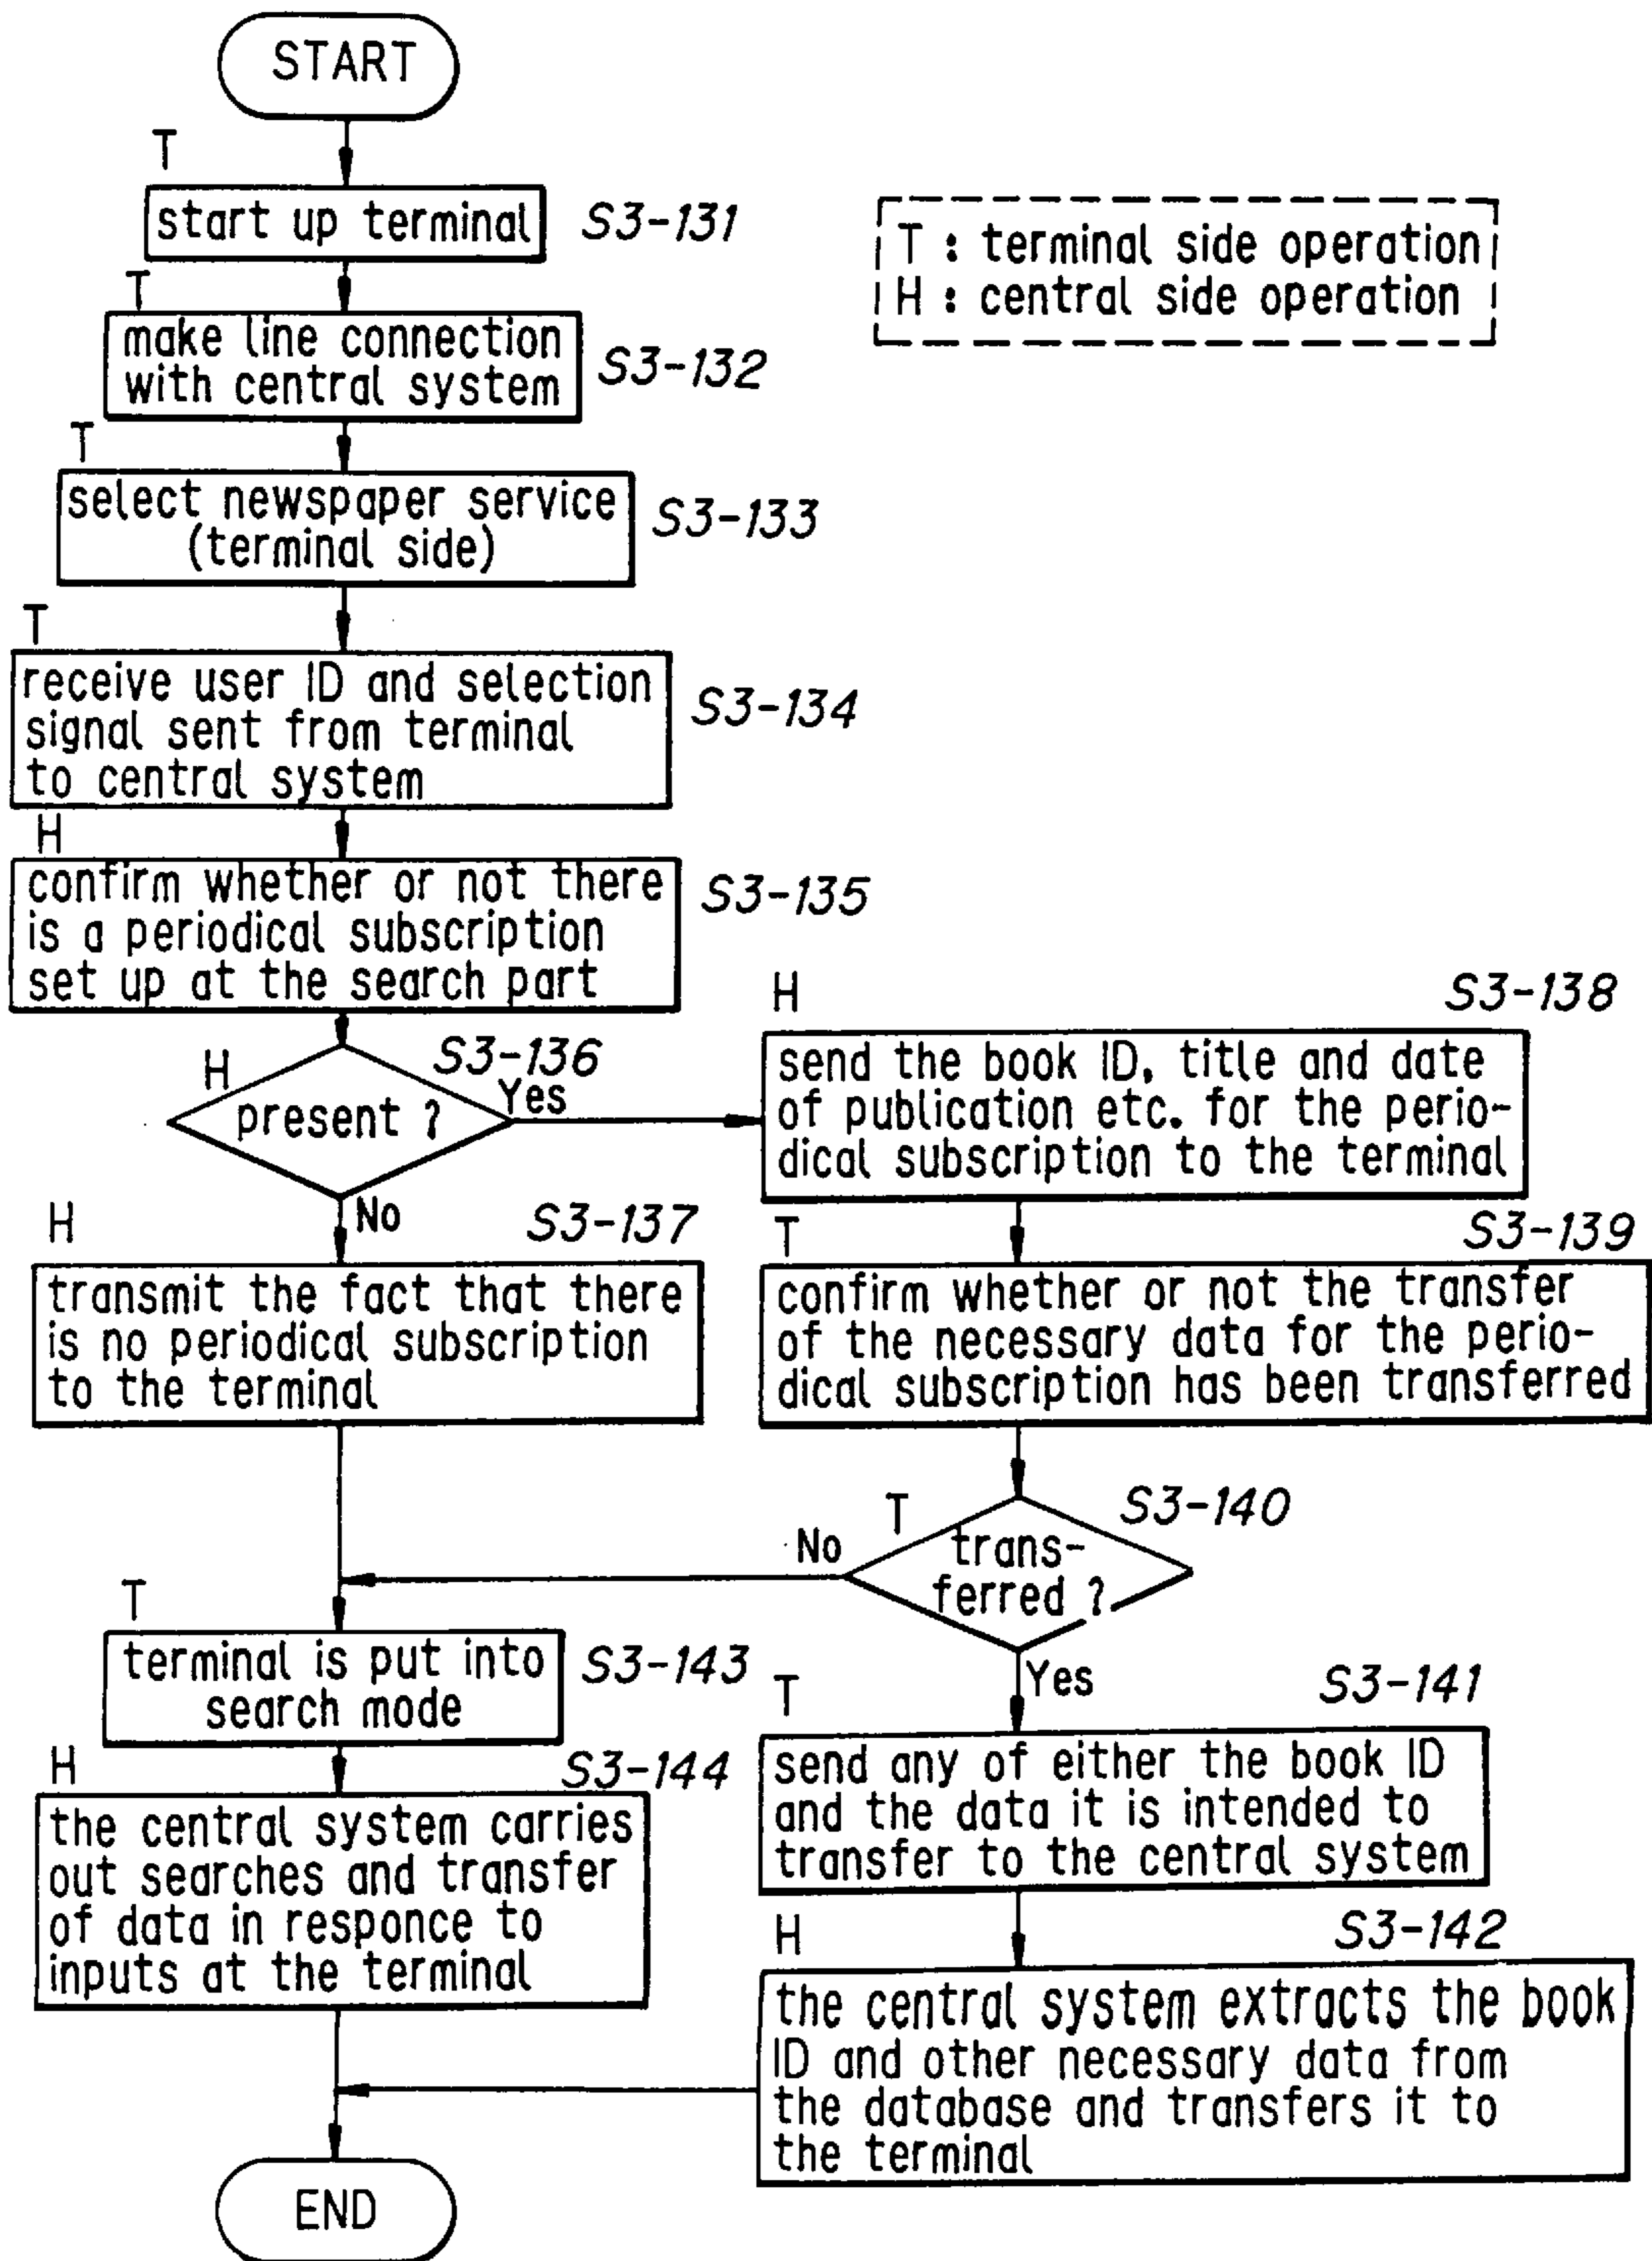 START
T
start up terminal
S3-131
T : terminal side operation
H : central side operation
T
make line connection
with central system
S3-132
T
select newspaper service
(terminal side)
S3-133
T
receive user ID and selection
signal sent from terminal
to central system
S3-134
H
confirm whether or not there
is a periodical subscription
set up at the search part
S3-135
H
present ?
S3-136
Yes
No
H
S3-138
send the book ID, title and date
of publication etc. for the perio-
dical subscription to the terminal
H
S3-137
transmit the fact that there
is no periodical subscription
to the terminal
T
S3-139
confirm whether or not the transfer
of the necessary data for the perio-
dical subscription has been transferred
T
S3-140
trans-
ferred ?
No
Yes
T
terminal is put into
search mode
S3-143
T
S3-141
send any of either the book ID
and the data it is intended to
transfer to the central system
H
S3-144
the central system carries
out searches and transfer
of data in responce to
inputs at the terminal
H
S3-142
the central system extracts the book
ID and other necessary data from
the database and transfers it to
the terminal
END